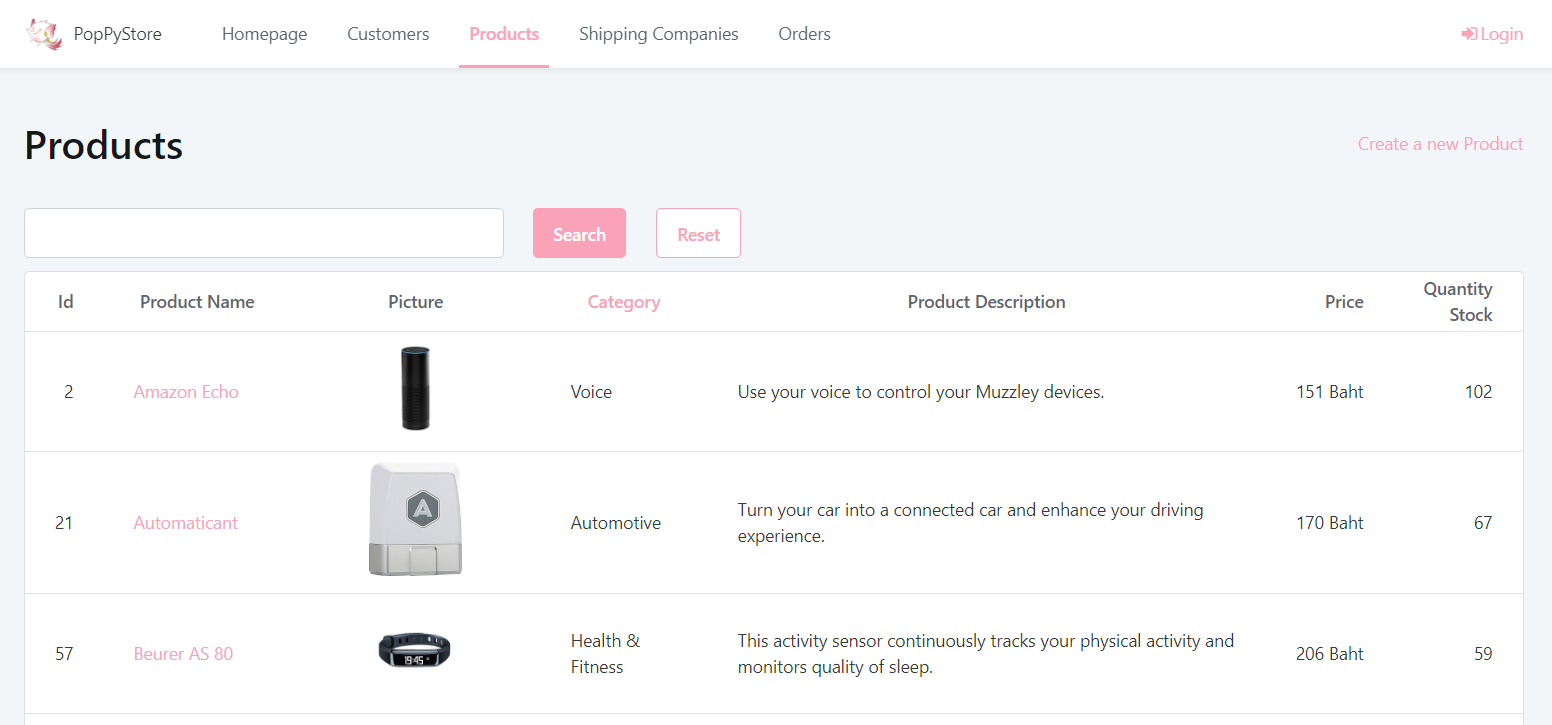 PopPyStore
Homepage
Customers
Products
Shipping Companies
Orders
Login
Products
Create a new Product
Search
Reset
Id
Product Name
Picture
Category
Product Description
Price
Quantity
Stock
2
Amazon Echo
Voice
Use your voice to control your Muzzley devices.
151 Baht
102
21
Automaticant
A
Automotive
Turn your car into a connected car and enhance your driving
experience.
170 Baht
67
57
Beurer AS 80
19:45
Health &
Fitness
This activity sensor continuously tracks your physical activity and
monitors quality of sleep.
206 Baht
59